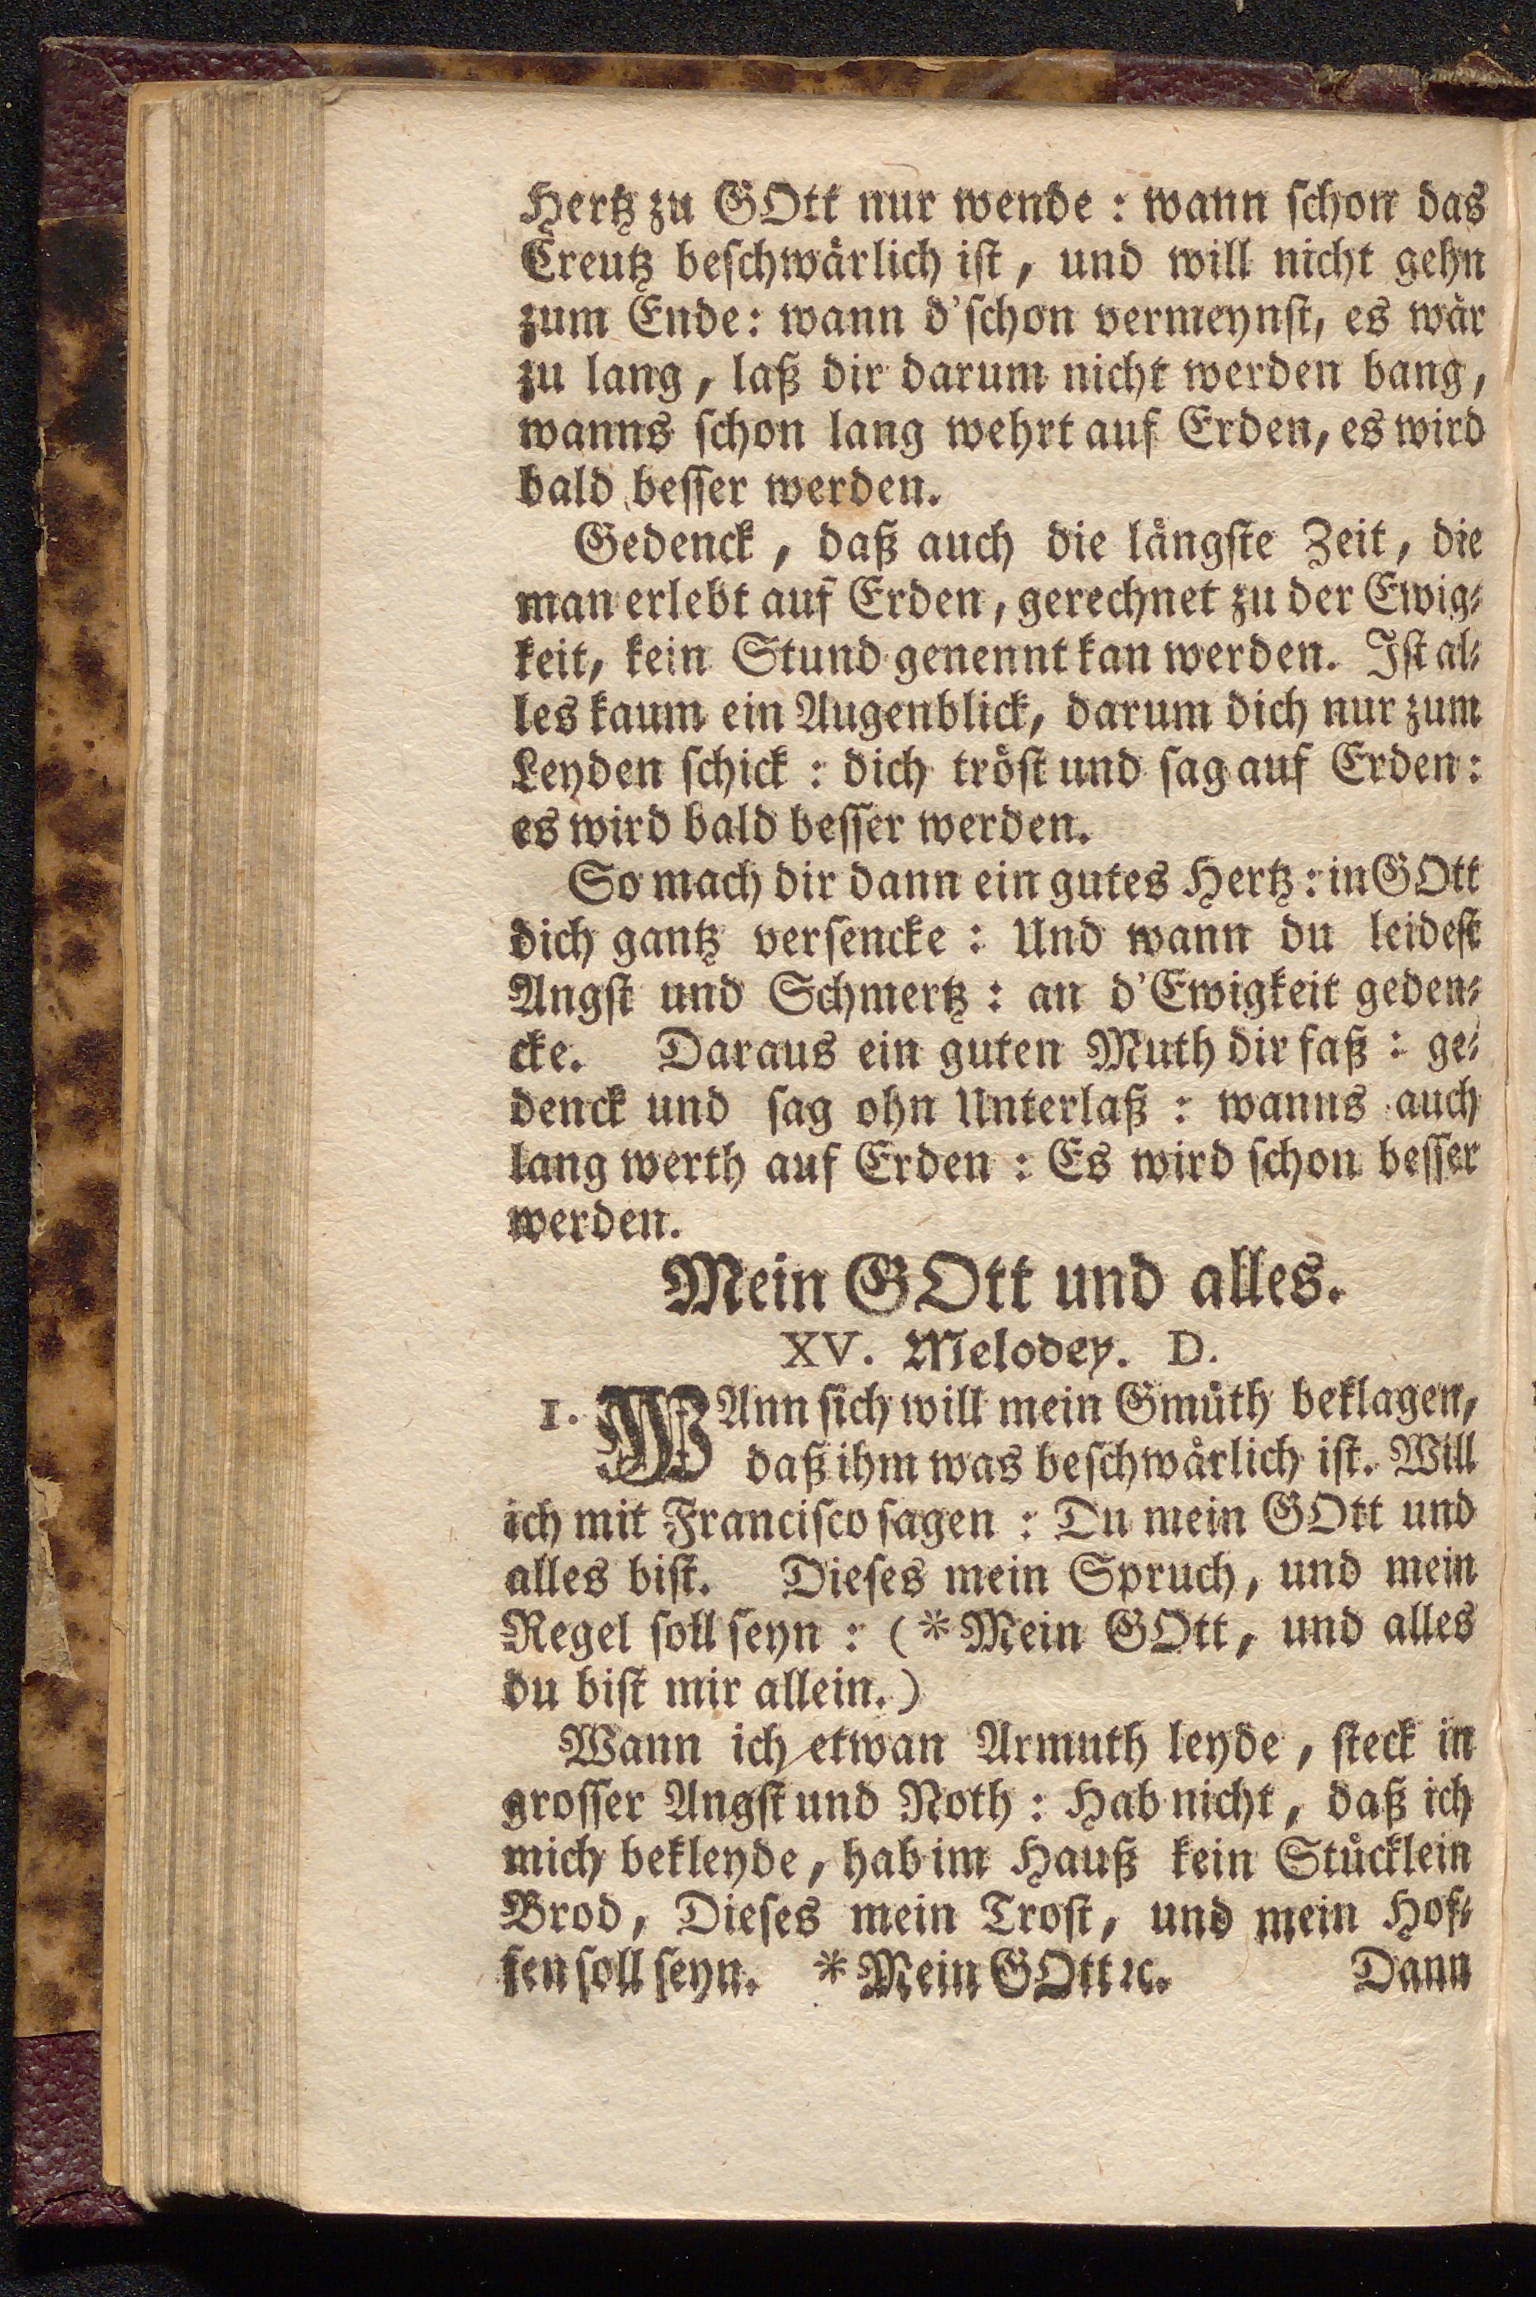 Hertz zu GOtt nur wende : wann schon das
Creutz beschwärlich ist, und will nicht gehn
zum Ende: wann d'schon vermeynst, es wär
zu lang, laß dir darum nicht werden bang,
wanns schon lang wehrt auf Erden, es wird
bald besser werden.
Gedenck, daß auch die längste Zeit, die
man erlebt auf Erden, gerechnet zu der Ewig-
keit, kein Stund genennt kan werden. Ist al-
les kaum ein Augenblick, darum dich nur zum
Leyden schick : dich tröst und sag auf Erden:
es wird bald besser werden.
So mach dir dann ein gutes Hertz: in GOtt
dich gantz versencke : Und wann du leidest
Angst und Schmertz : an d'Ewigkeit geden-
cke. Daraus ein guten Muth dir faß : ge-
denck und sag ohn Unterlaß : wanns auch
lang werth auf Erden : Es wird schon besser
werden.
Mein GOtt und alles.
XV. Melodey. D.
1. WAnn sich will mein Gmüth beklagen,
daß ihm was beschwärlich ist. Will
ich mit Francisco sagen : Du mein GOtt und
alles bist. Dieses mein Spruch, und mein
Regel soll seyn : (* Mein GOtt, und alles
du bist mir allein.)
Wann ich etwan Armuth leyde, steck in
grosser Angst und Noth : Hab nicht, daß ich
mich bekleyde, hab im Hauß kein Stücklein
Brod, Dieses mein Trost, und mein Hof-
fen soll seyn. * Mein GOtt ꝛc. Dann